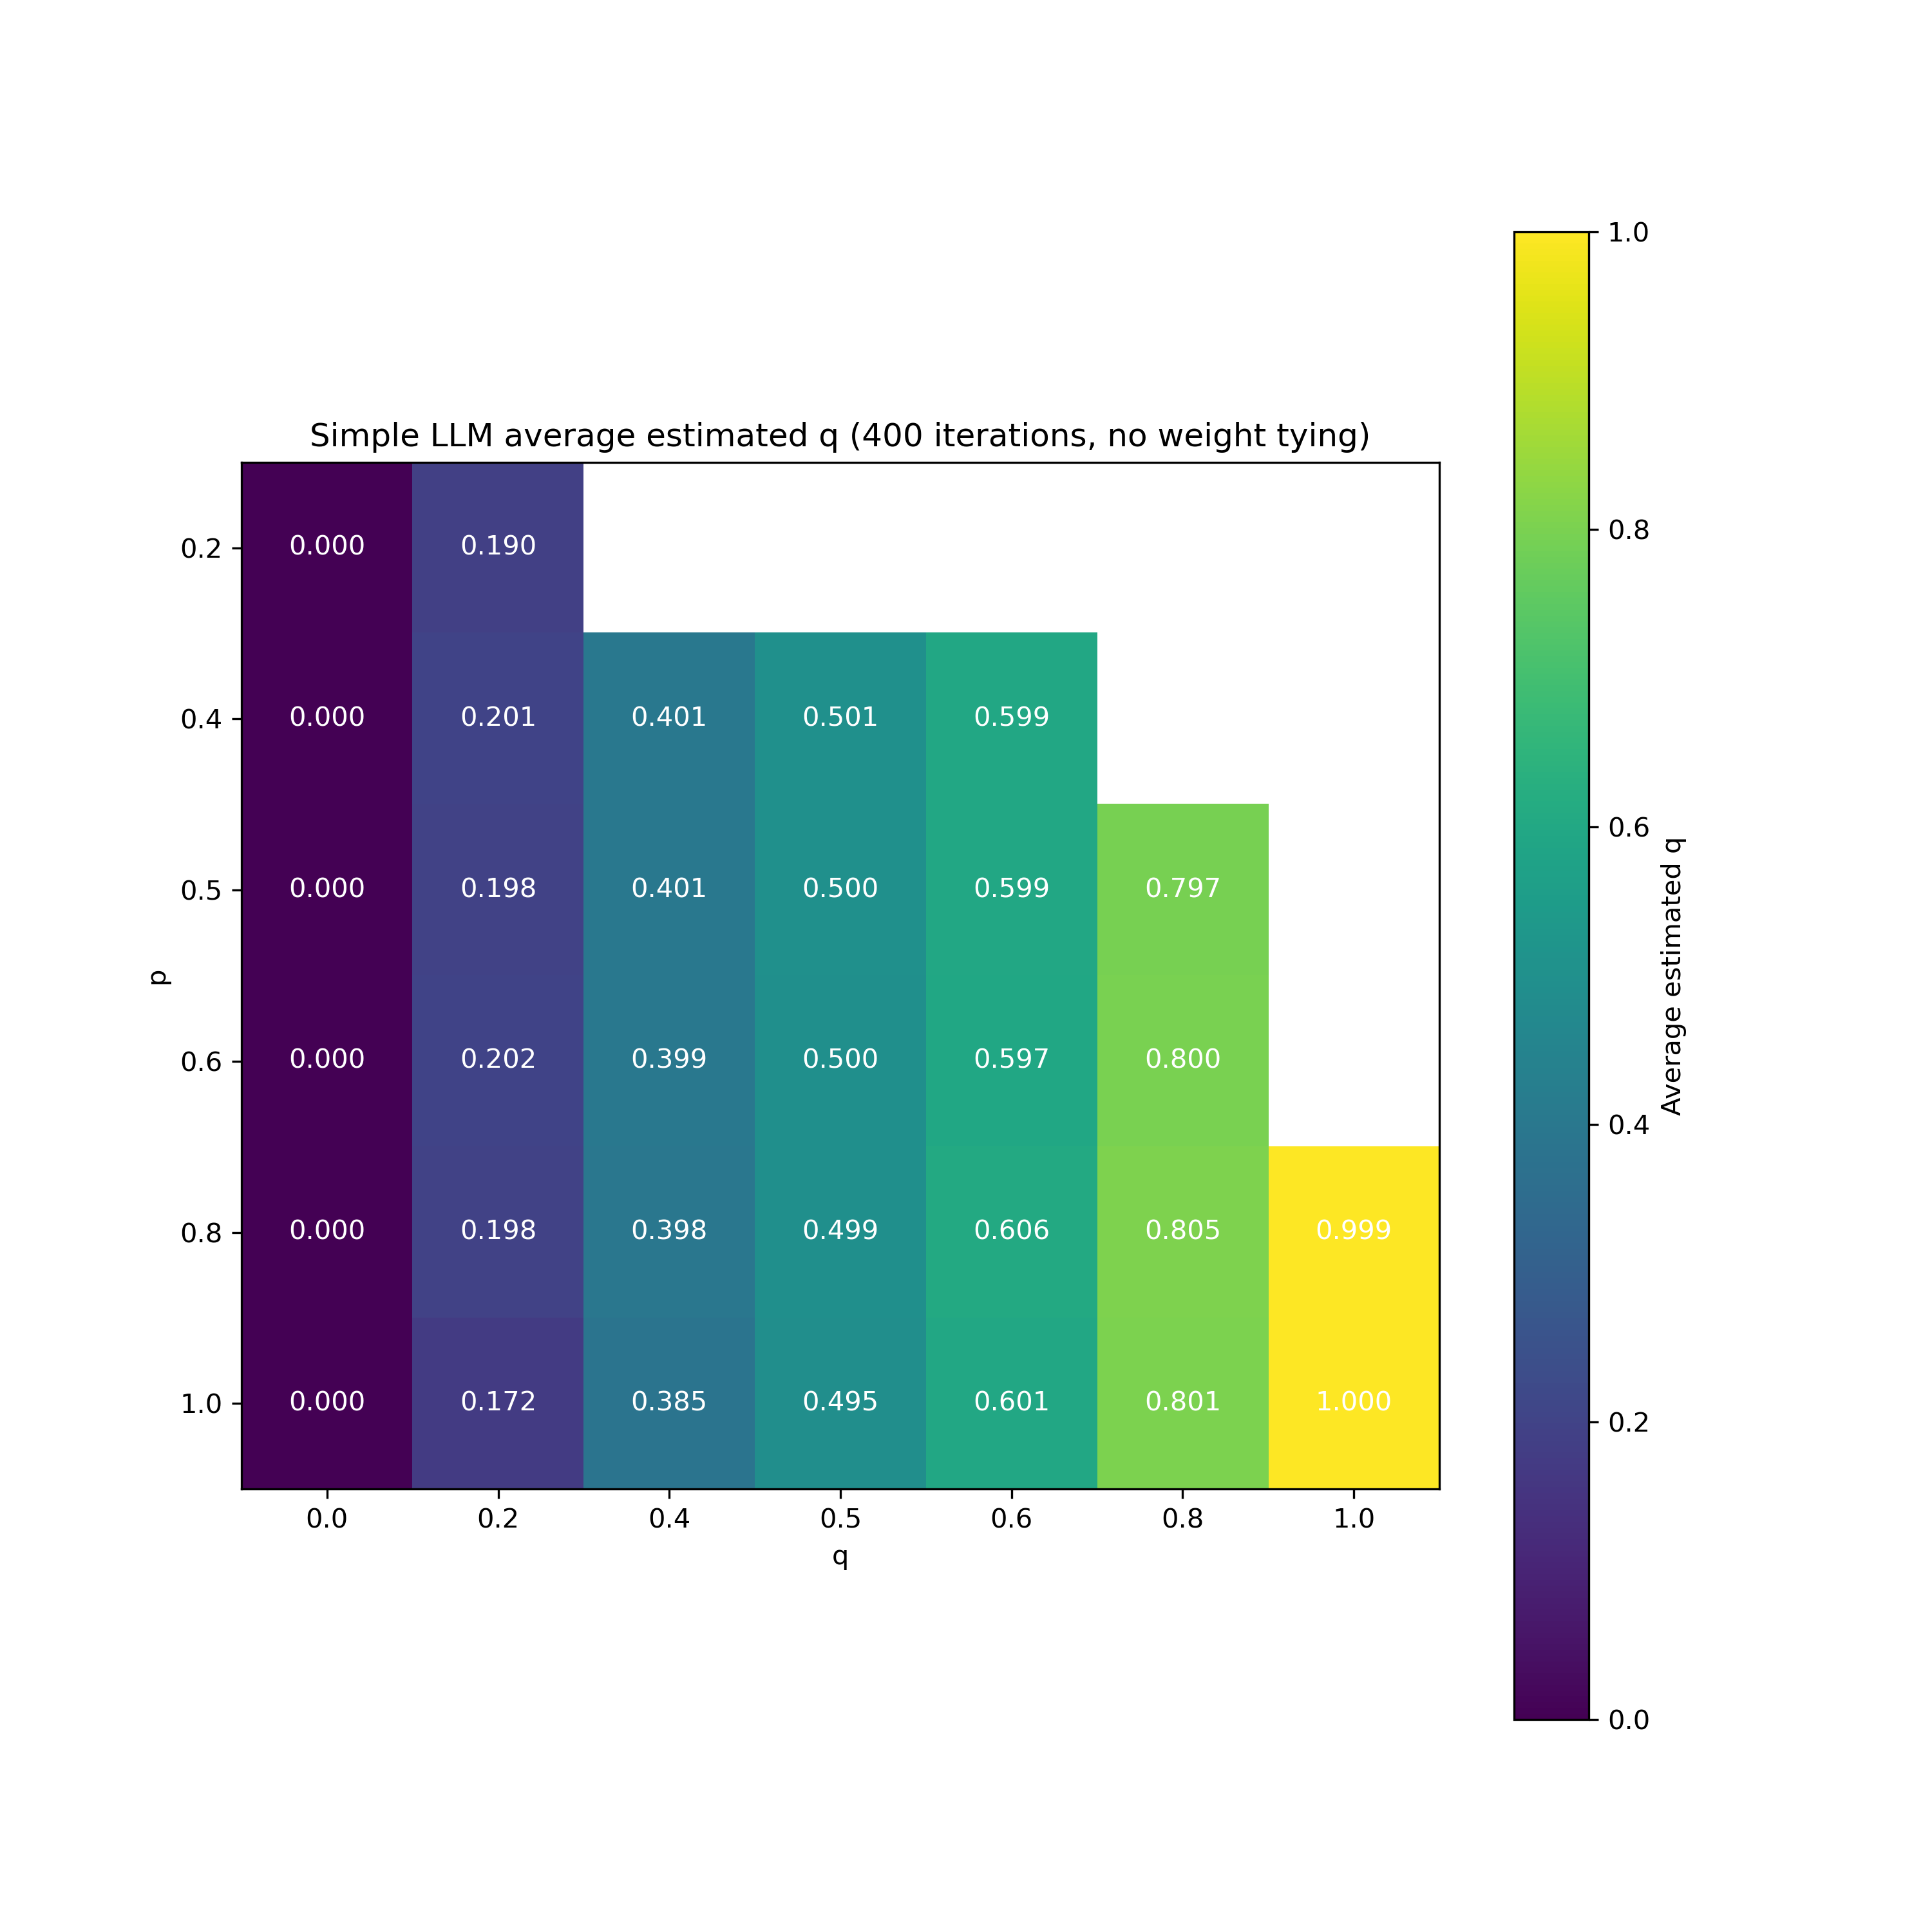 Simple LLM average estimated q (400 iterations, no weight tying)
1.0
0.8
0.6
0.4
0.2
0.0
Average estimated q
p
0.2 0.000 0.190
0.4 0.000 0.201 0.401 0.501 0.599
0.5 0.000 0.198 0.401 0.500 0.599 0.797
0.6 0.000 0.202 0.399 0.500 0.597 0.800
0.8 0.000 0.198 0.398 0.499 0.606 0.805 0.999
1.0 0.000 0.172 0.385 0.495 0.601 0.801 1.000
0.0 0.2 0.4 0.5 0.6 0.8 1.0
q